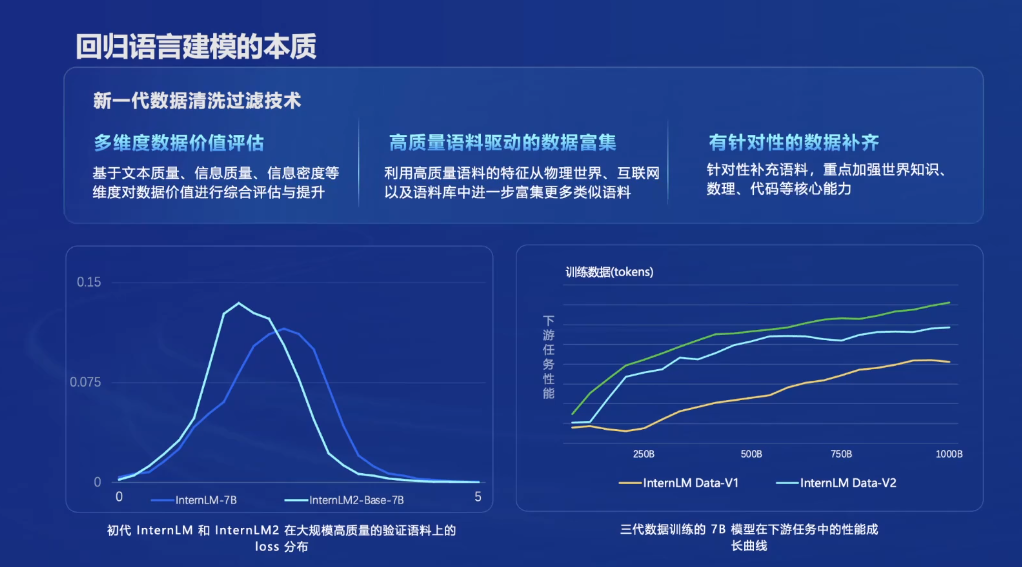 回归语言建模的本质
新一代数据清洗过滤技术
多维度数据价值评估
基于文本质量、信息质量、信息密度等
维度对数据价值进行综合评估与提升
高质量语料驱动的数据富集
利用高质量语料的特征从物理世界、互联网
以及语料库中进一步富集更多类似语料
有针对性的数据补齐
针对性补充语料，重点加强世界知识、
数理、代码等核心能力
0.15
0.075
0
0
5
InternLM-7B
InternLM2-Base-7B
初代 InternLM 和 InternLM2 在大规模高质量的验证语料上的
loss 分布
训练数据(tokens)
下
游
任
务
性
能
250B
500B
750B
1000B
InternLM Data-V1
InternLM Data-V2
三代数据训练的 7B 模型在下游任务中的性能成
长曲线